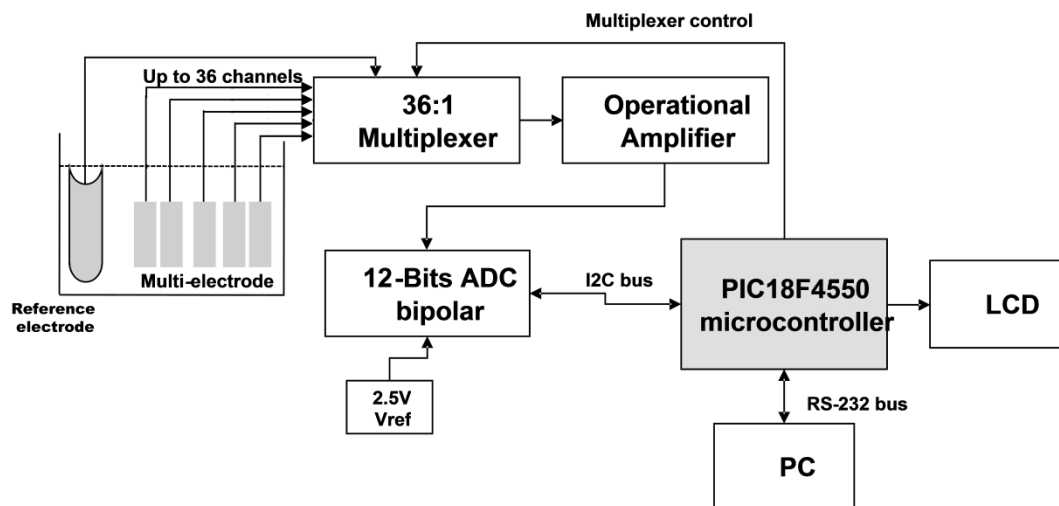 Multiplexer control
Up to 36 channels
36:1
Multiplexer
Operational
Amplifier
Multi-electrode
Reference
electrode
12-Bits ADC
bipolar
I2C bus
PIC18F4550
microcontroller
LCD
2.5V
Vref
RS-232 bus
PC